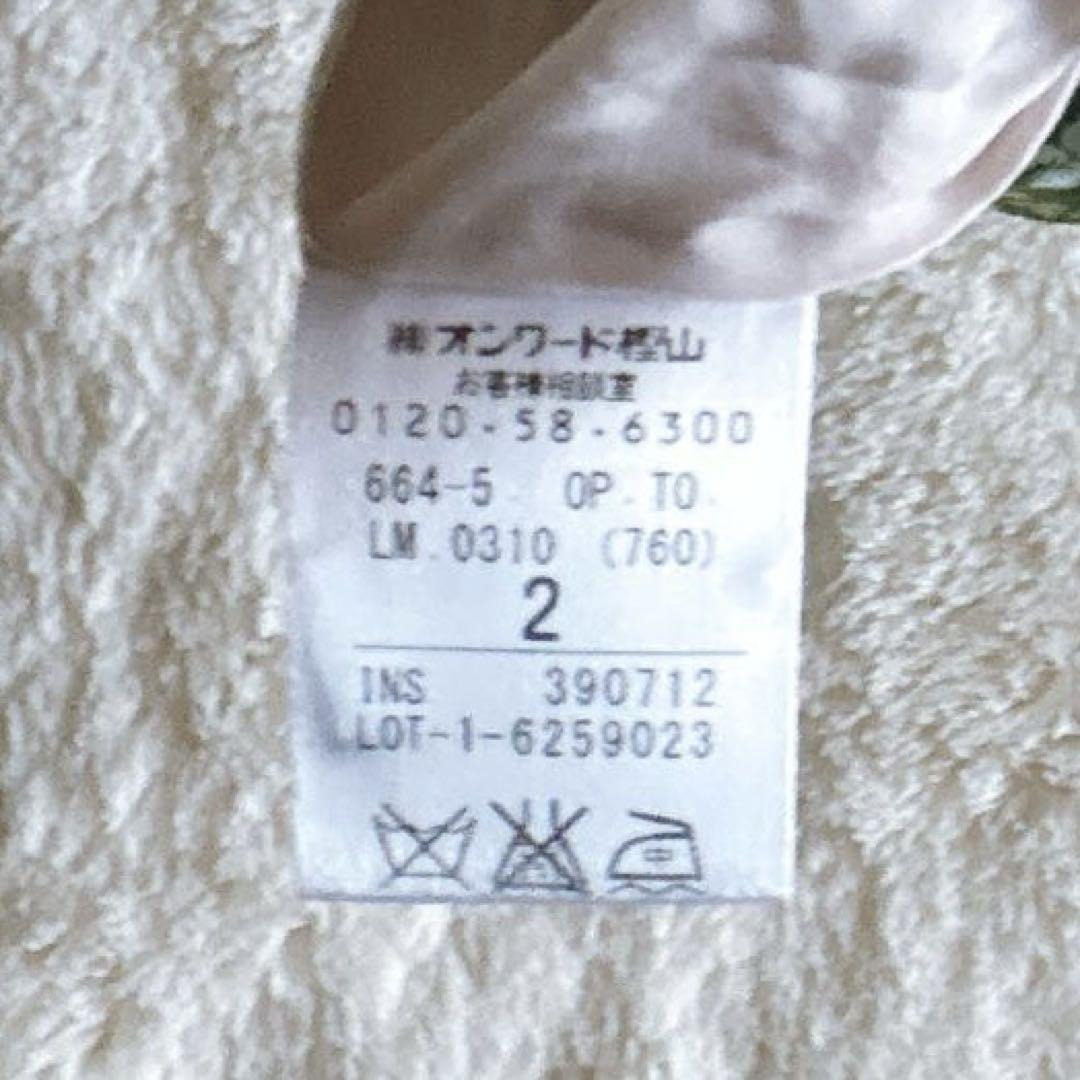 ㈱オンワード樫山
お客様相談室
0120-58-6300
664-5 OP.TO.
LM.0310 (760)
2
INS 390712
LOT-1-6259023